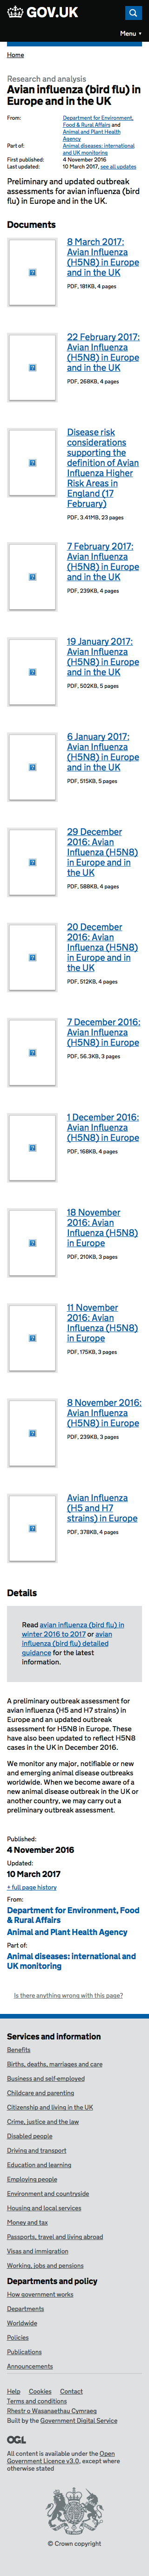 GOV.UK
Menu ▼
Home
Research and analysis
Avian influenza (bird flu) in
Europe and in the UK
From:
Department for Environment,
Food & Rural Affairs and
Animal and Plant Health
Agency
Part of:
Animal diseases: international
and UK monitoring
First published:
4 November 2016
Last updated:
10 March 2017, see all updates
Preliminary and updated outbreak
assessments for avian influenza (bird
flu) in Europe and in the UK.
Documents
8 March 2017:
Avian Influenza
(H5N8) in Europe
and in the UK
PDF, 181KB, 4 pages
22 February 2017:
Avian Influenza
(H5N8) in Europe
and in the UK
PDF, 268KB, 4 pages
Disease risk
considerations
supporting the
definition of Avian
Influenza Higher
Risk Areas in
England (17
February)
PDF, 3.41MB, 23 pages
7 February 2017:
Avian Influenza
(H5N8) in Europe
and in the UK
PDF, 239KB, 4 pages
19 January 2017:
Avian Influenza
(H5N8) in Europe
and in the UK
PDF, 502KB, 5 pages
6 January 2017:
Avian Influenza
(H5N8) in Europe
and in the UK
PDF, 515KB, 5 pages
29 December
2016: Avian
Influenza (H5N8)
in Europe and in
the UK
PDF, 588KB, 4 pages
20 December
2016: Avian
Influenza (H5N8)
in Europe and in
the UK
PDF, 512KB, 4 pages
7 December 2016:
Avian Influenza
(H5N8) in Europe
PDF, 56.3KB, 3 pages
1 December 2016:
Avian Influenza
(H5N8) in Europe
PDF, 168KB, 4 pages
18 November
2016: Avian
Influenza (H5N8)
in Europe
PDF, 210KB, 3 pages
11 November
2016: Avian
Influenza (H5N8)
in Europe
PDF, 175KB, 3 pages
8 November 2016:
Avian Influenza
(H5N8) in Europe
PDF, 239KB, 3 pages
Avian Influenza
(H5 and H7
strains) in Europe
PDF, 378KB, 4 pages
Details
Read avian influenza (bird flu) in
winter 2016 to 2017 or avian
influenza (bird flu) detailed
guidance for the latest
information.
A preliminary outbreak assessment for
avian influenza (H5 and H7 strains) in
Europe and an updated outbreak
assessment for H5N8 in Europe. These
have also been updated to reflect H5N8
cases in the UK in December 2016.
We monitor any major, notifiable or new
and emerging animal disease outbreaks
worldwide. When we become aware of a
new animal disease outbreak in the UK or
another country, we may carry out a
preliminary outbreak assessment.
Published:
4 November 2016
Updated:
10 March 2017
+ full page history
From:
Department for Environment, Food
& Rural Affairs
Animal and Plant Health Agency
Part of:
Animal diseases: international and
UK monitoring
Is there anything wrong with this page?
Services and information
Benefits
Births, deaths, marriages and care
Business and self-employed
Childcare and parenting
Citizenship and living in the UK
Crime, justice and the law
Disabled people
Driving and transport
Education and learning
Employing people
Environment and countryside
Housing and local services
Money and tax
Passports, travel and living abroad
Visas and immigration
Working, jobs and pensions
Departments and policy
How government works
Departments
Worldwide
Policies
Publications
Announcements
Help Cookies Contact
Terms and conditions
Rhestr o Wasanaethau Cymraeg
Built by the Government Digital Service
OGL
All content is available under the Open
Government Licence v3.0, except where
otherwise stated
© Crown copyright